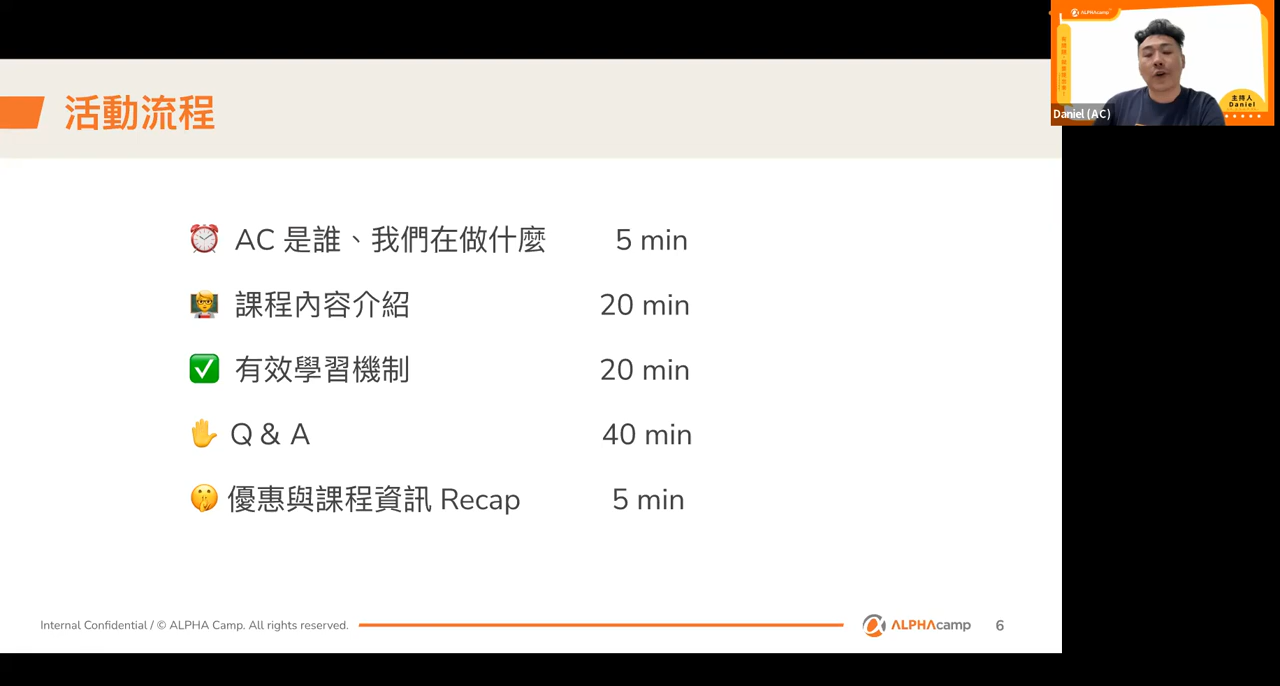 活動流程
AC 是誰、我們在做什麼 5 min
課程內容介紹 20 min
有效學習機制 20 min
Q & A 40 min
優惠與課程資訊 Recap 5 min
Internal Confidential / © ALPHA Camp. All rights reserved.
ALPHAcamp
6
ALPHAcamp
主持人
Daniel
Daniel (AC)